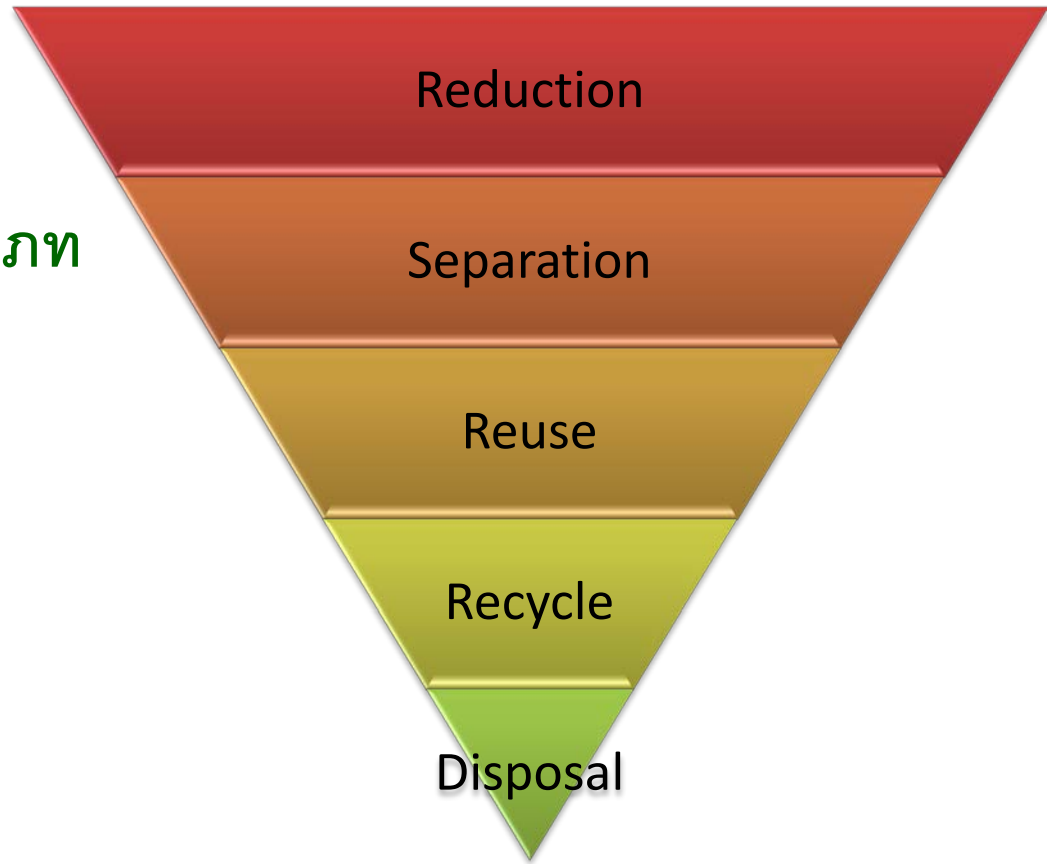 Reduction
ภท
Separation
Reuse
Recycle
Disposal